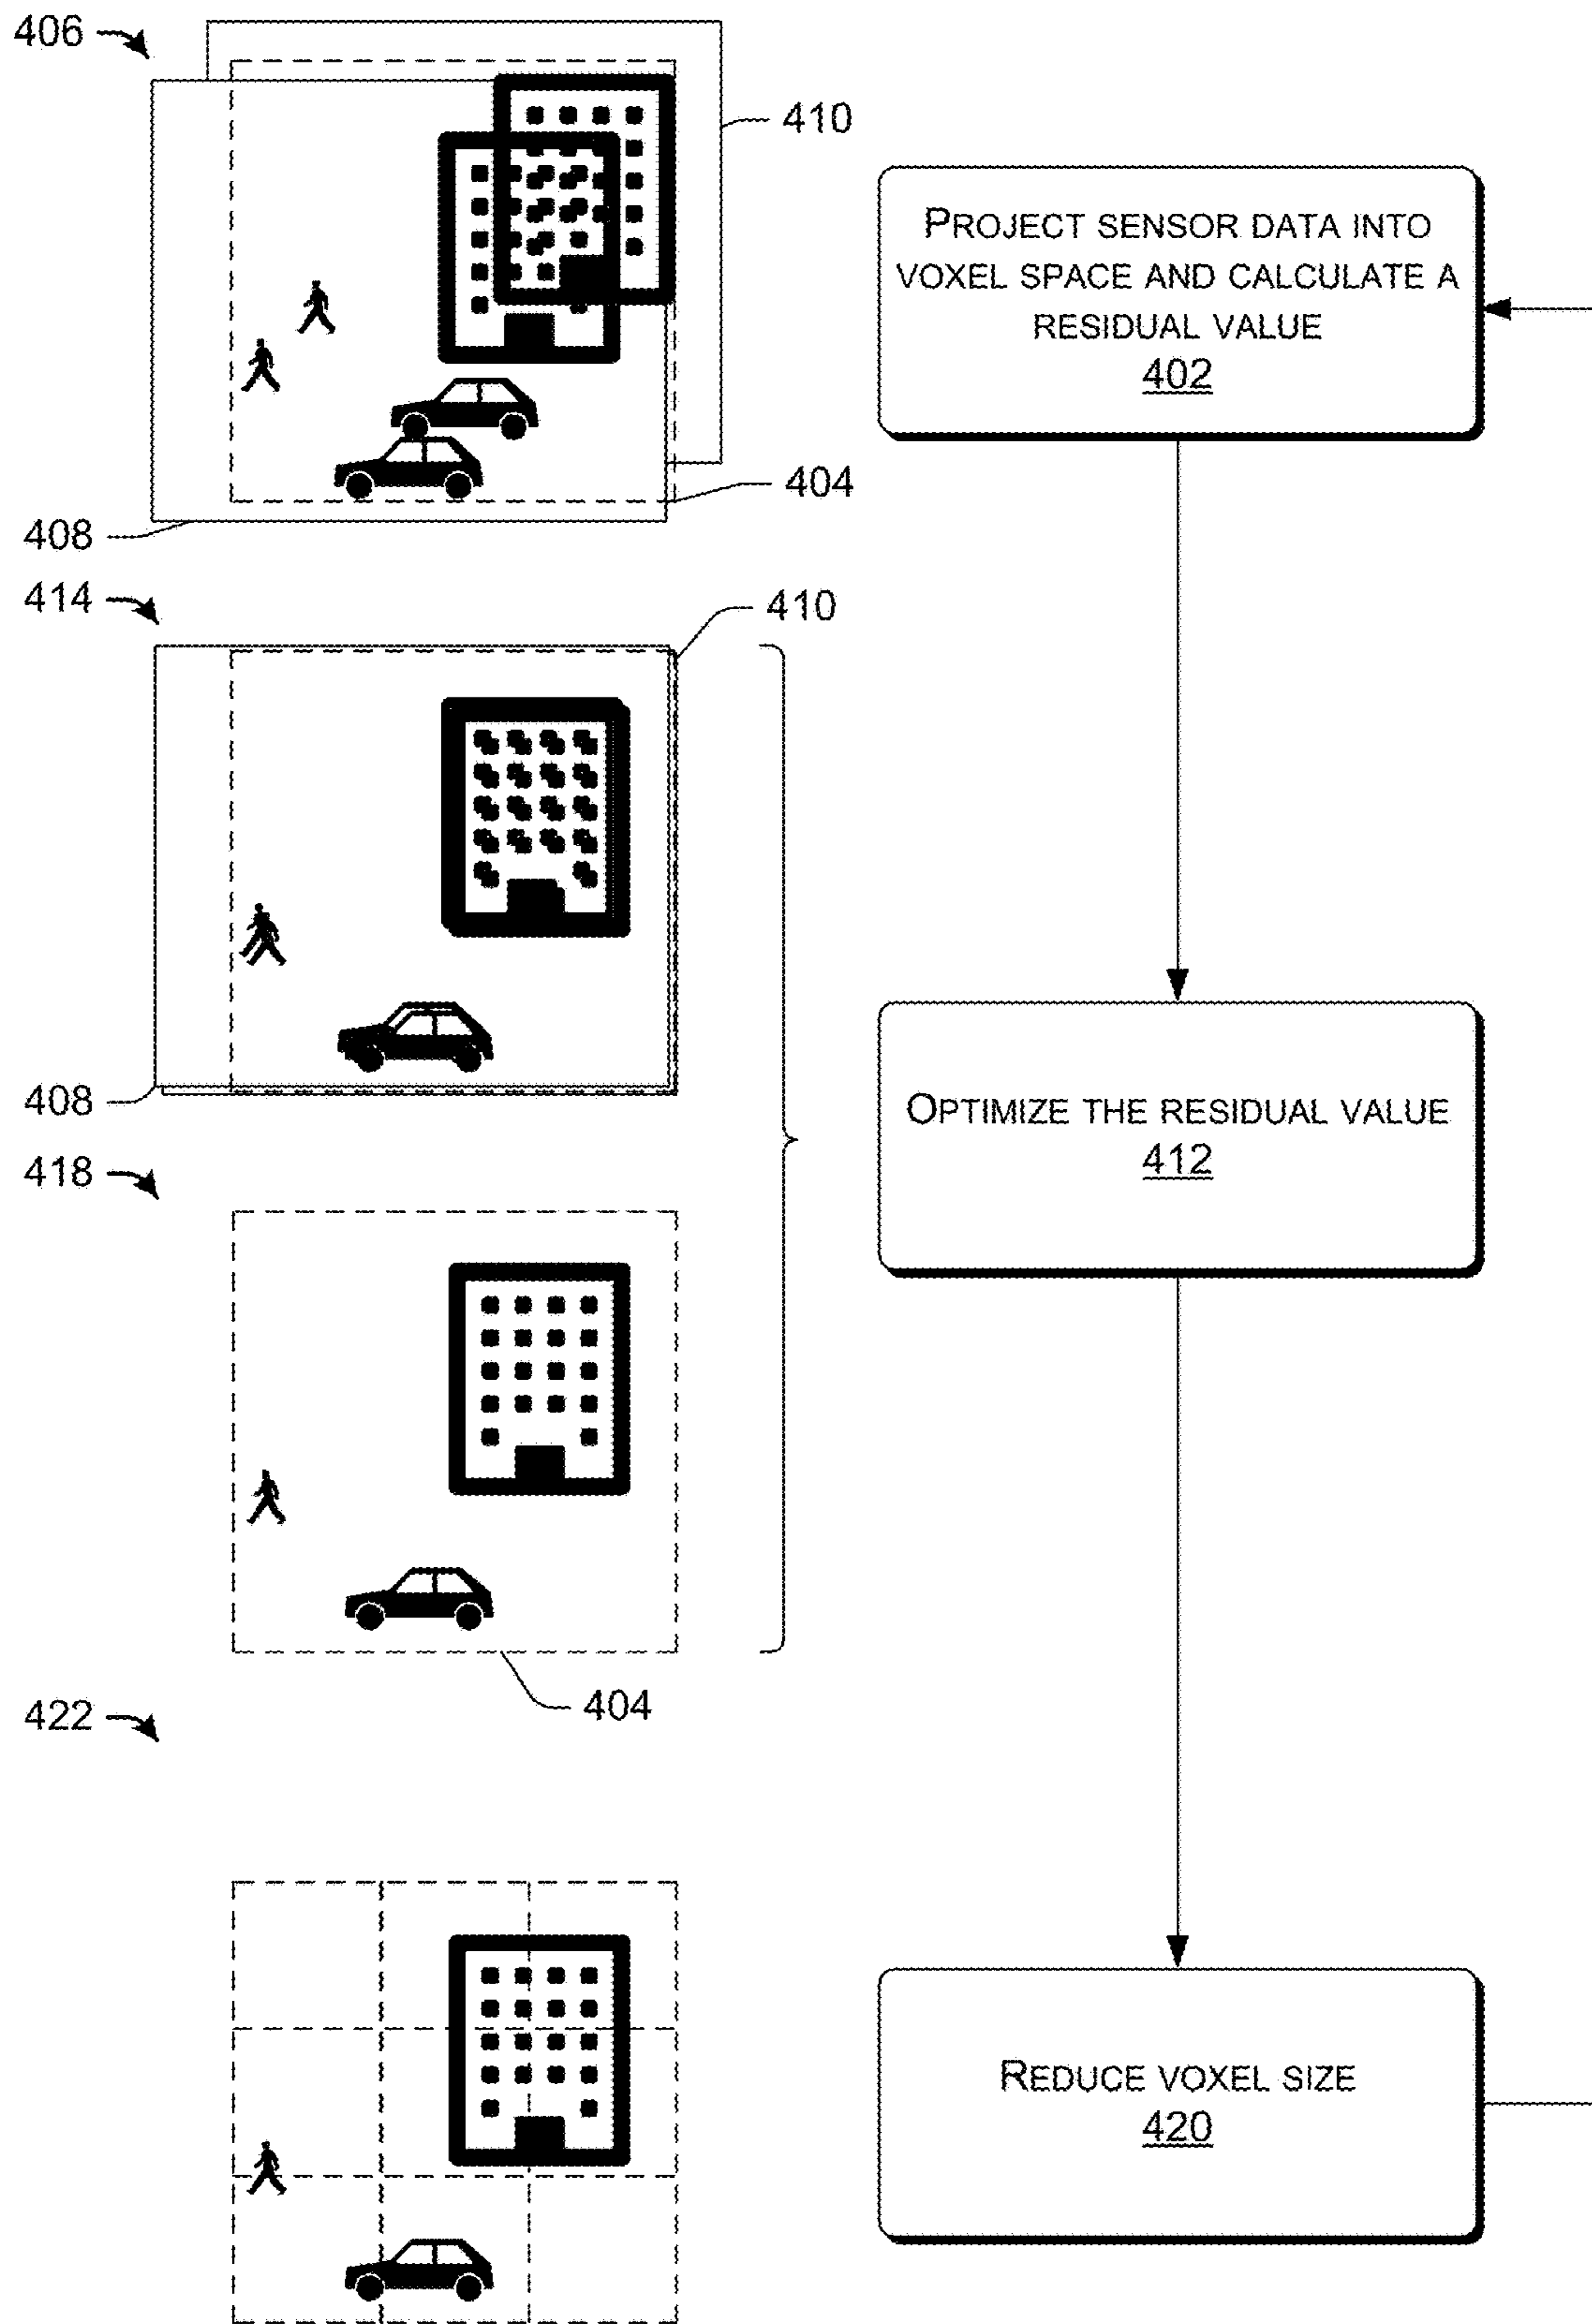 406
410
PROJECT SENSOR DATA INTO
VOXEL SPACE AND CALCULATE A
RESIDUAL VALUE
402
404
408
414
410
408
OPTIMIZE THE RESIDUAL VALUE
412
418
404
422
REDUCE VOXEL SIZE
420